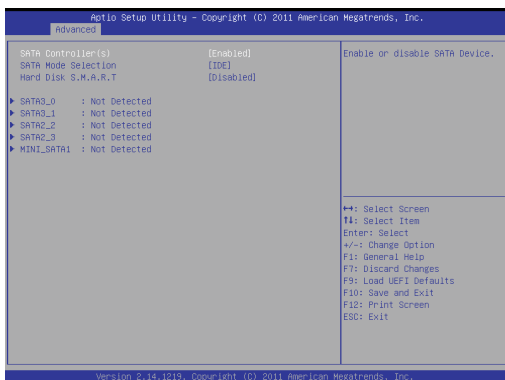 Aptio Setup Utility – Copyright (C) 2011 American Megatrends, Inc.
Advanced
SATA Controller(s) [Enabled]
SATA Mode Selection [IDE]
Hard Disk S.M.A.R.T [Disabled]
SATA3_0 : Not Detected
SATA3_1 : Not Detected
SATA2_2 : Not Detected
SATA2_3 : Not Detected
MINI_SATA1 : Not Detected
Enable or disable SATA Device.
↔: Select Screen
↑↓: Select Item
Enter: Select
+/-: Change Option
F1: General Help
F7: Discard Changes
F9: Load UEFI Defaults
F10: Save and Exit
F12: Print Screen
ESC: Exit
Version 2.14.1219. Copyright (C) 2011 American Megatrends, Inc.